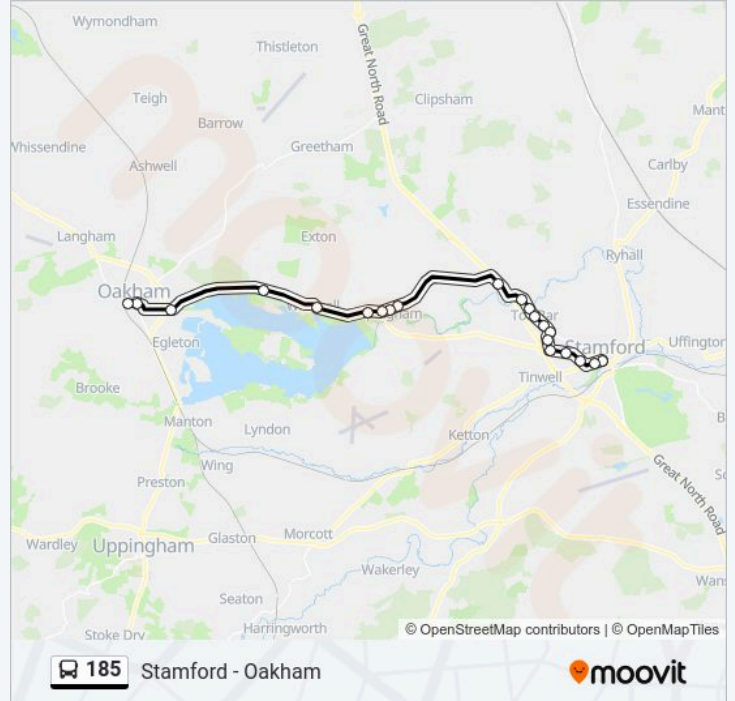 Wymondham
Thistleton
Great North Road
Teigh
Clipsham
Barrow
Whissendine
Greetham
Ashwell
Carlby
Essendine
Langham
Exton
Ryhall
Oakham
Egleton
Stamford
Uffington
Tinwell
Brooke
Manton
Lyndon
Ketton
Wing
Great North Road
Preston
Wardley
Uppingham
Glaston
Morcott
Wakerley
Seaton
Harringworth
Stoke Dry
© OpenStreetMap contributors | © OpenMapTiles
185 Stamford - Oakham
moovit